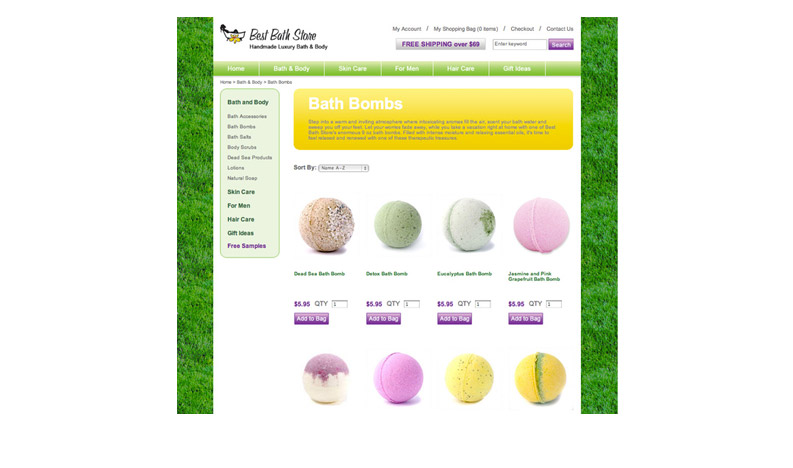 Best Bath Store
Handmade Luxury Bath & Body
My Account / My Shopping Bag (0 items) / Checkout / Contact Us
FREE SHIPPING over $69
Enter keyword
Search
Home
Bath & Body
Skin Care
For Men
Hair Care
Gift Ideas
Home > Bath & Body > Bath Bombs
Bath and Body
Bath Accessories
Bath Bombs
Bath Salts
Body Scrubs
Dead Sea Products
Lotions
Natural Soap
Skin Care
For Men
Hair Care
Gift Ideas
Free Samples
Bath Bombs
Step into a warm and inviting atmosphere where intoxicating aromas fill the air, scent your bath water and
sweep you off your feet. Let your worries fade away, while you take a vacation right at home with one of Best
Bath Store's enormous 8 oz bath bombs. Filled with intense moisture and relaxing essential oils, it's time to
feel relaxed and renewed with one of these therapeutic treasures.
Sort By: Name A - Z
Dead Sea Bath Bomb
Detox Bath Bomb
Eucalyptus Bath Bomb
Jasmine and Pink
Grapefruit Bath Bomb
$5.95 QTY 1
$5.95 QTY 1
$5.95 QTY 1
$5.95 QTY 1
Add to Bag
Add to Bag
Add to Bag
Add to Bag